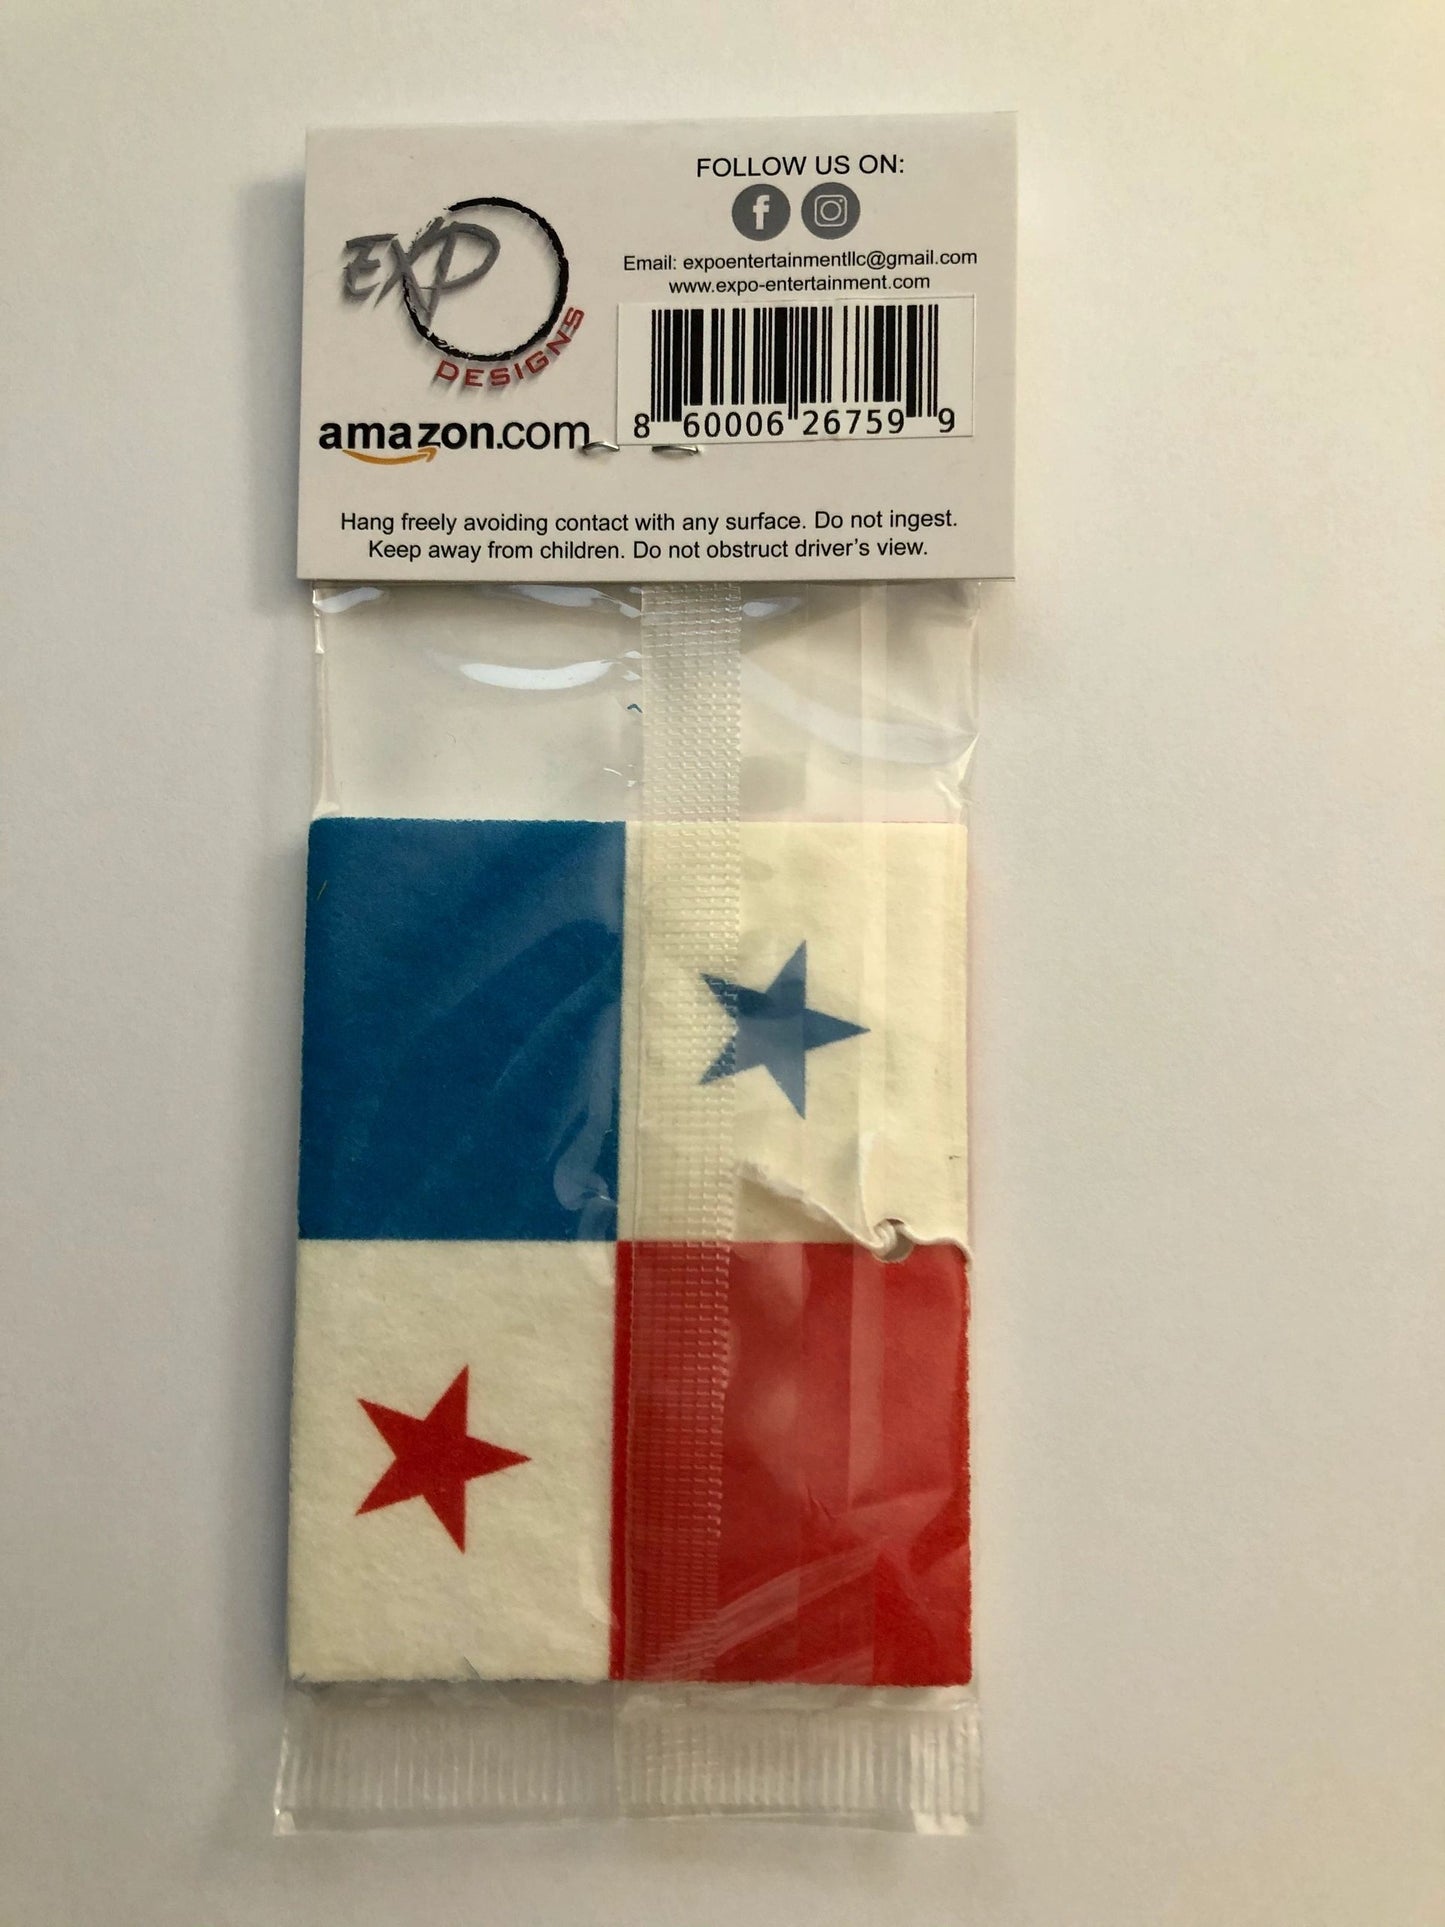 EXPO
DESIGNS
amazon.com
FOLLOW US ON:
Email: expoentertainmentllc@gmail.com
www.expo-entertainment.com
8 60006 26759 9
Hang freely avoiding contact with any surface. Do not ingest.
Keep away from children. Do not obstruct driver's view.